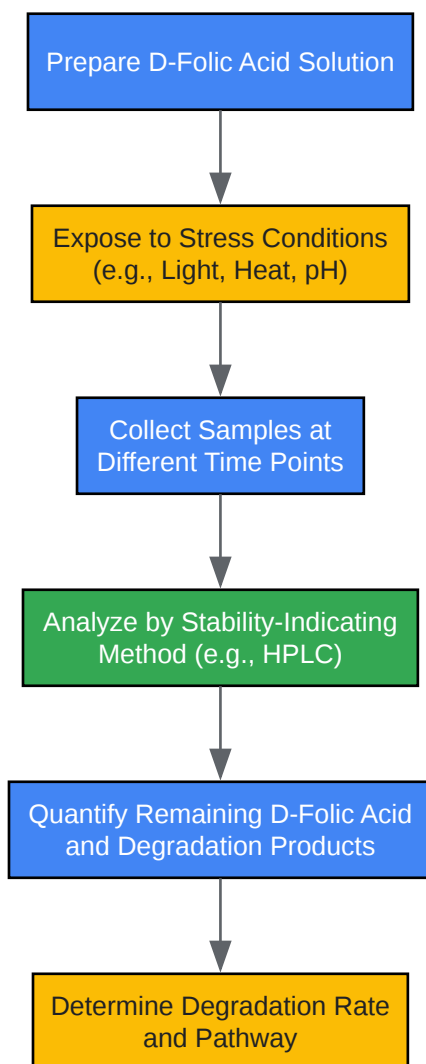 Prepare D-Folic Acid Solution
Expose to Stress Conditions
(e.g., Light, Heat, pH)
Collect Samples at
Different Time Points
Analyze by Stability-Indicating
Method (e.g., HPLC)
Quantify Remaining D-Folic Acid
and Degradation Products
Determine Degradation Rate
and Pathway